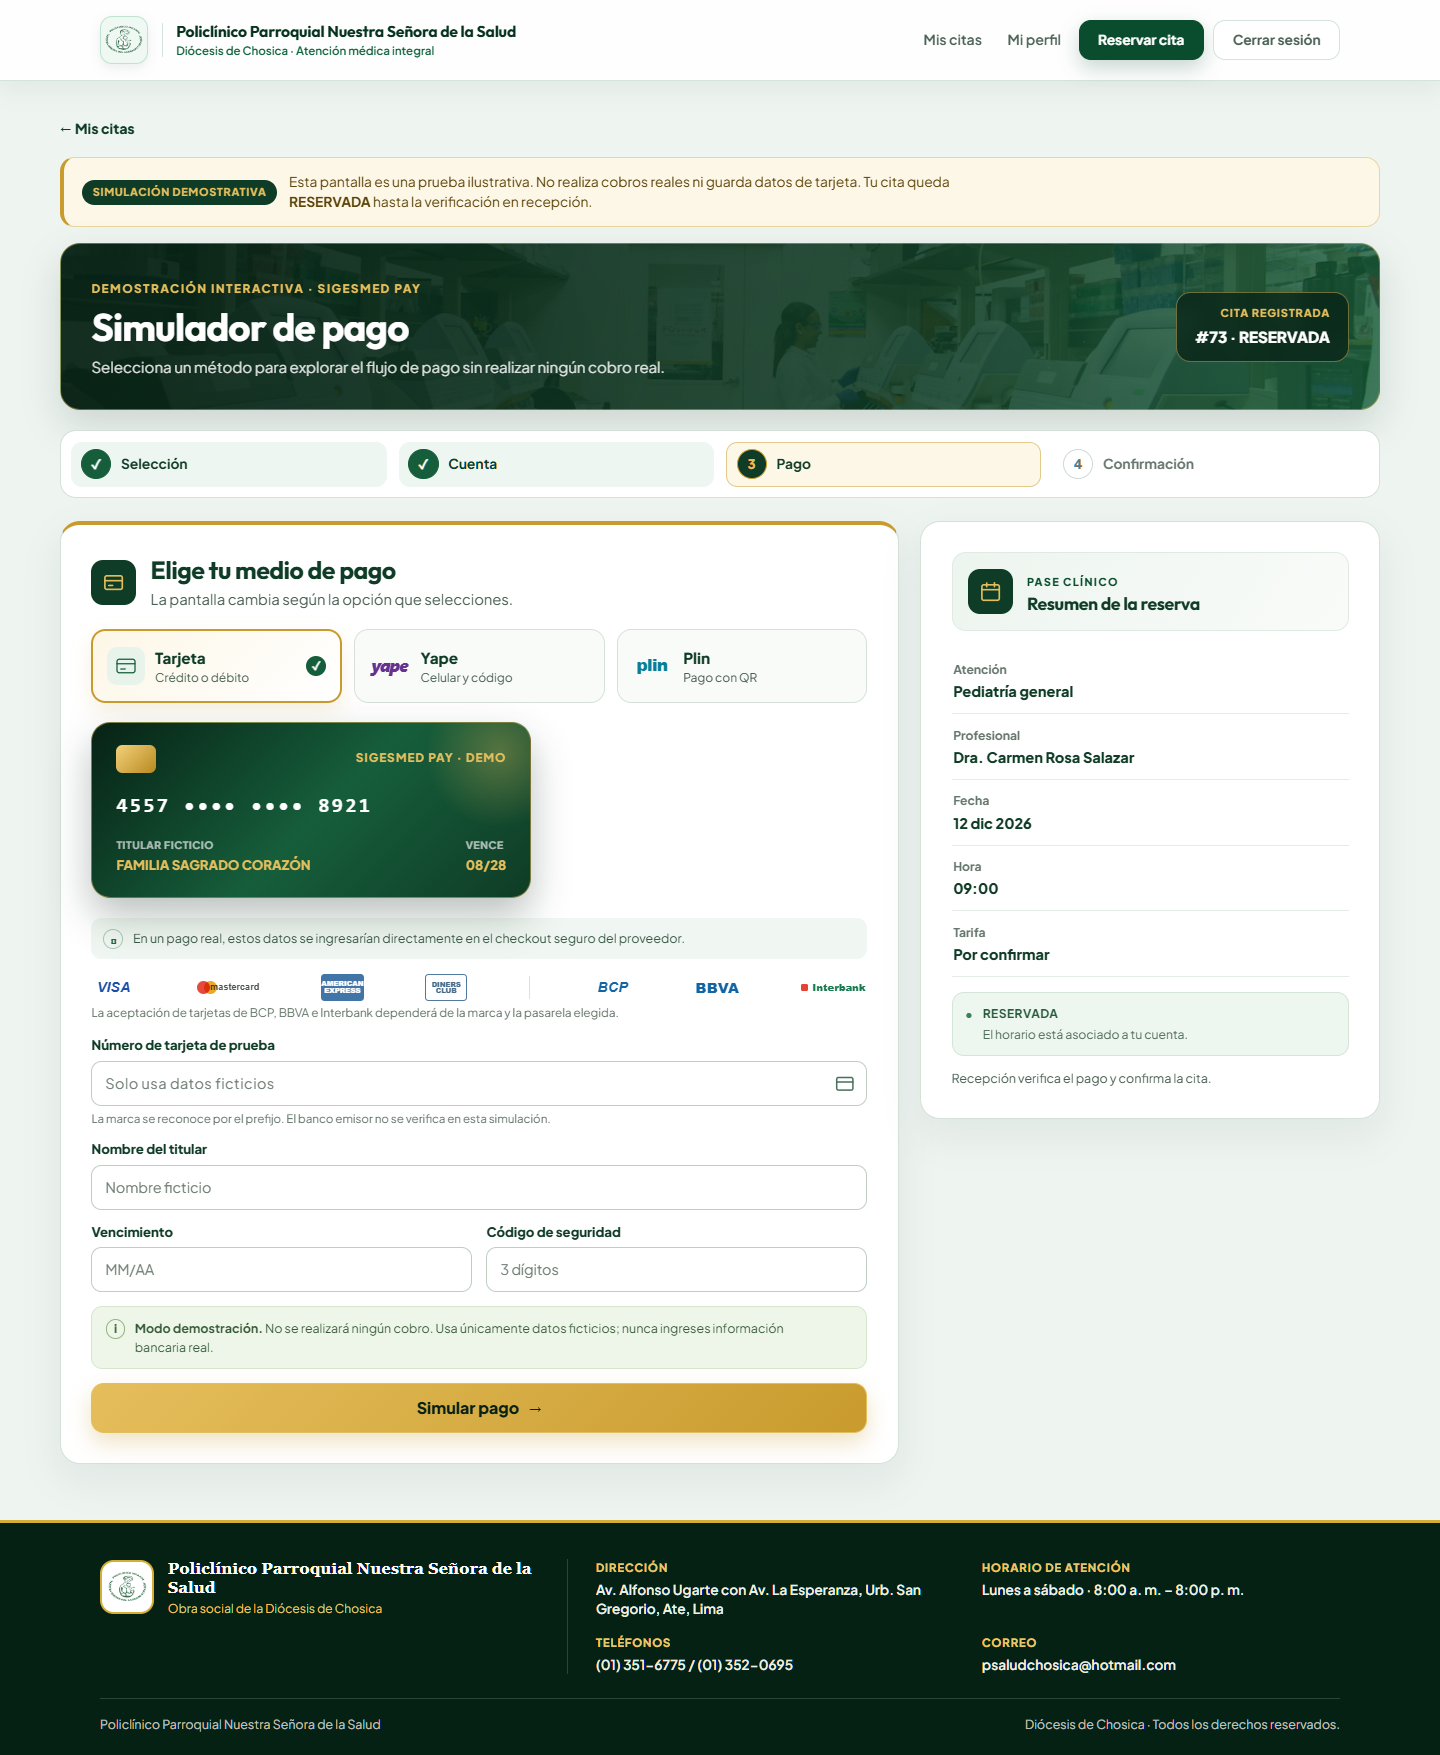 Policlínico Parroquial Nuestra Señora de la Salud
Diócesis de Chosica · Atención médica integral
Mis citas
Mi perfil
Reservar cita
Cerrar sesión
← Mis citas
SIMULACIÓN DEMOSTRATIVA
Esta pantalla es una prueba ilustrativa. No realiza cobros reales ni guarda datos de tarjeta. Tu cita queda
RESERVADA hasta la verificación en recepción.
DEMOSTRACIÓN INTERACTIVA · SIGESMED PAY
Simulador de pago
Selecciona un método para explorar el flujo de pago sin realizar ningún cobro real.
CITA REGISTRADA
#73 · RESERVADA
✓ Selección
✓ Cuenta
3 Pago
4 Confirmación
Elige tu medio de pago
La pantalla cambia según la opción que selecciones.
Tarjeta
Crédito o débito
yape
Yape
Celular y código
plin
Plin
Pago con QR
SIGESMED PAY · DEMO
4557 •••• •••• 8921
TITULAR FICTICIO
FAMILIA SAGRADO CORAZÓN
VENCE
08/28
En un pago real, estos datos se ingresarían directamente en el checkout seguro del proveedor.
VISA
mastercard
AMERICAN
EXPRESS
DINERS
CLUB
BCP
BBVA
Interbank
La aceptación de tarjetas de BCP, BBVA e Interbank dependerá de la marca y la pasarela elegida.
Número de tarjeta de prueba
Solo usa datos ficticios
La marca se reconoce por el prefijo. El banco emisor no se verifica en esta simulación.
Nombre del titular
Nombre ficticio
Vencimiento
MM/AA
Código de seguridad
3 dígitos
i
Modo demostración. No se realizará ningún cobro. Usa únicamente datos ficticios; nunca ingreses información
bancaria real.
Simular pago →
PASE CLÍNICO
Resumen de la reserva
Atención
Pediatría general
Profesional
Dra. Carmen Rosa Salazar
Fecha
12 dic 2026
Hora
09:00
Tarifa
Por confirmar
RESERVADA
El horario está asociado a tu cuenta.
Recepción verifica el pago y confirma la cita.
Policlínico Parroquial Nuestra Señora de la
Salud
Obra social de la Diócesis de Chosica
DIRECCIÓN
Av. Alfonso Ugarte con Av. La Esperanza, Urb. San
Gregorio, Ate, Lima
HORARIO DE ATENCIÓN
Lunes a sábado · 8:00 a. m. – 8:00 p. m.
TELÉFONOS
(01) 351-6775 / (01) 352-0695
CORREO
psaludchosica@hotmail.com
Policlínico Parroquial Nuestra Señora de la Salud
Diócesis de Chosica · Todos los derechos reservados.